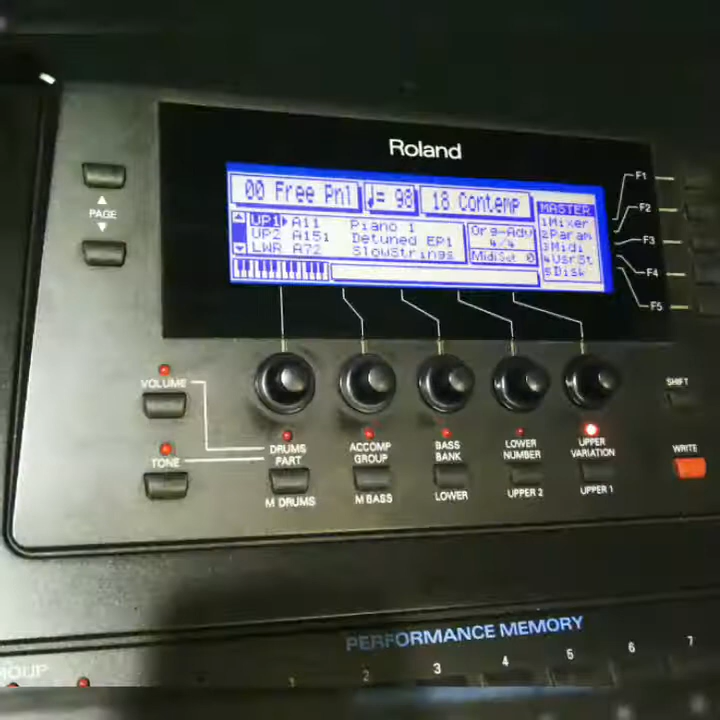 Roland
00 Free Pnl ♩= 98 18 Contemp
MASTER
UP1 A11 Piano 1
UP2 A151 Detuned EP1
LWR A72 SlowStrings
Org-Adv
4/4
MidiSet 0
1Mixer
2Param
3Midi
4UsrSt
5Disk
F1
F2
F3
F4
F5
PAGE
VOLUME
TONE
DRUMS PART
ACCOMP GROUP
BASS BANK
LOWER NUMBER
UPPER VARIATION
M DRUMS
M BASS
LOWER
UPPER 2
UPPER 1
SHIFT
WRITE
PERFORMANCE MEMORY
1 2 3 4 5 6 7